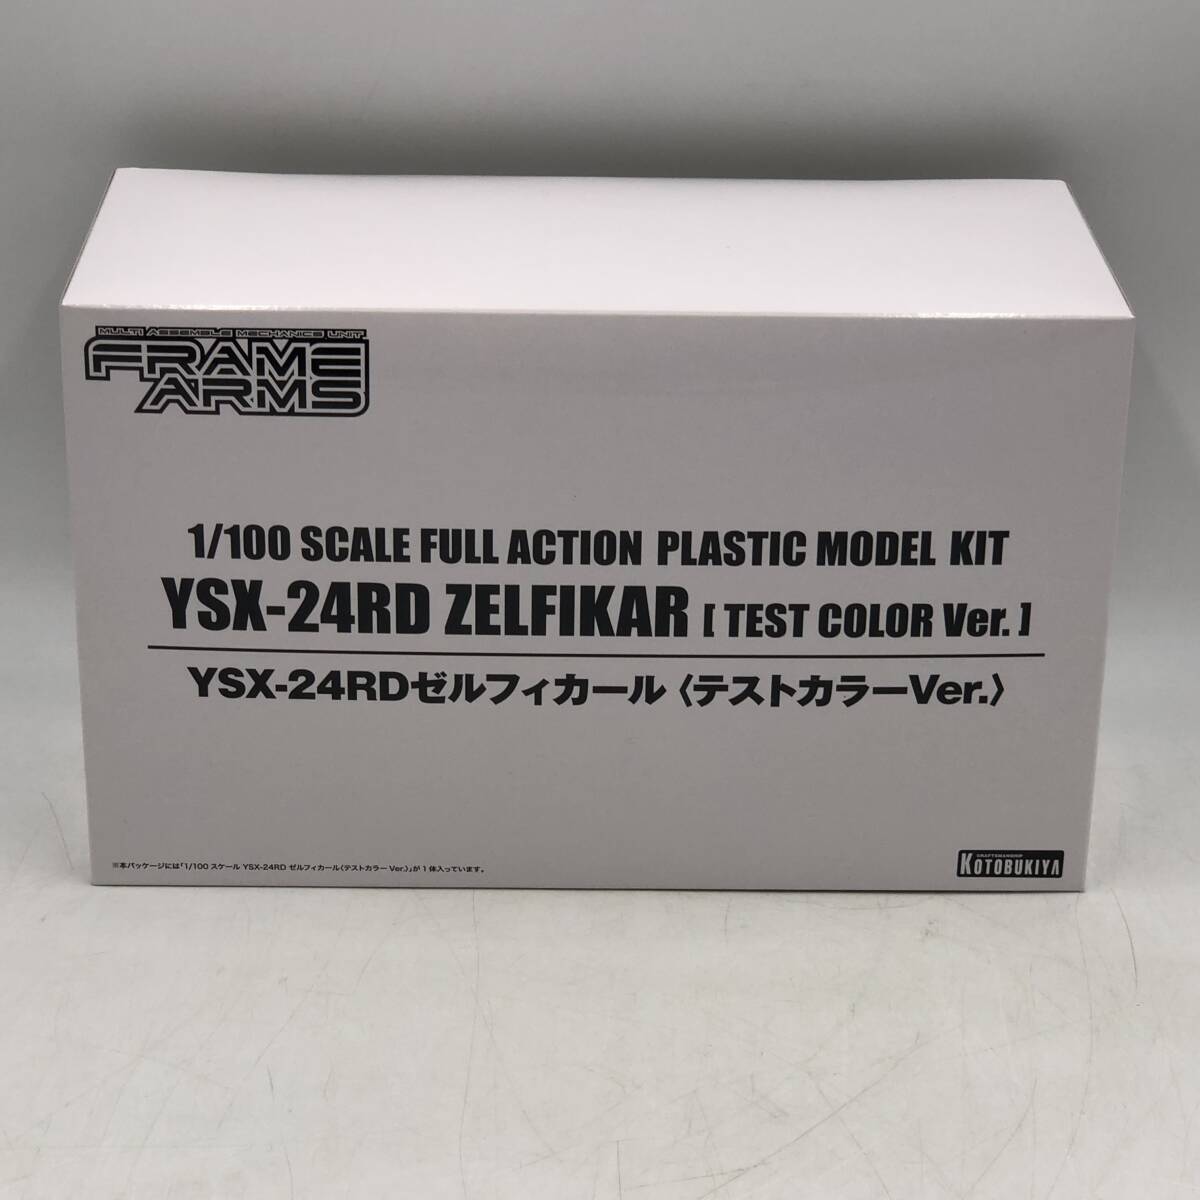 MULTI ASSEMBLE MECHANICS UNIT
FRAME
ARMS
1/100 SCALE FULL ACTION PLASTIC MODEL KIT
YSX-24RD ZELFIKAR [ TEST COLOR Ver. ]
YSX-24RDゼルフィカール〈テストカラーVer.〉
※本パッケージには「1/100 スケール YSX-24RD ゼルフィカール〈テストカラー Ver.〉」が 1 体入っています。
CRAFTSMANSHIP
KOTOBUKIYA